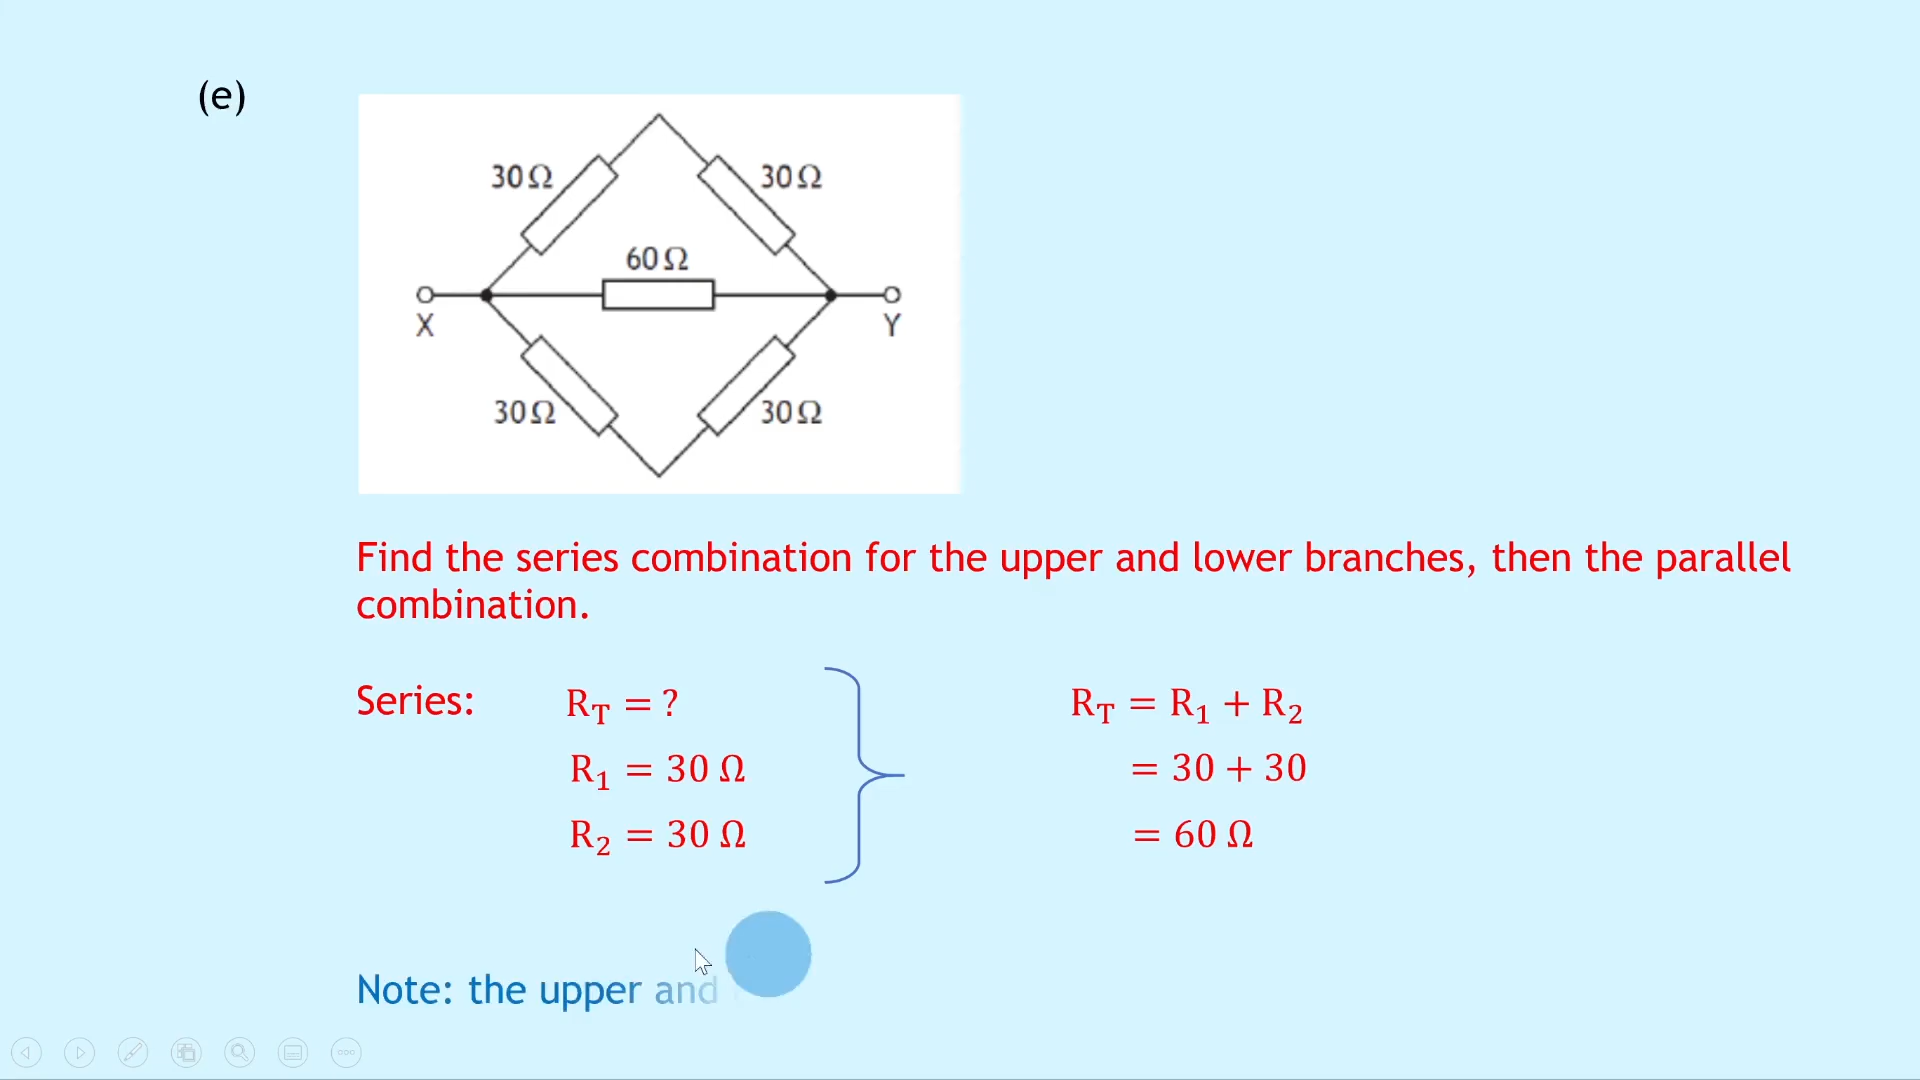 (e)
30 Ω 30 Ω
60 Ω
X Y
30 Ω 30 Ω
Find the series combination for the upper and lower branches, then the parallel
combination.
Series: R_T = ? R_T = R_1 + R_2
R_1 = 30 Ω = 30 + 30
R_2 = 30 Ω = 60 Ω
Note: the upper and